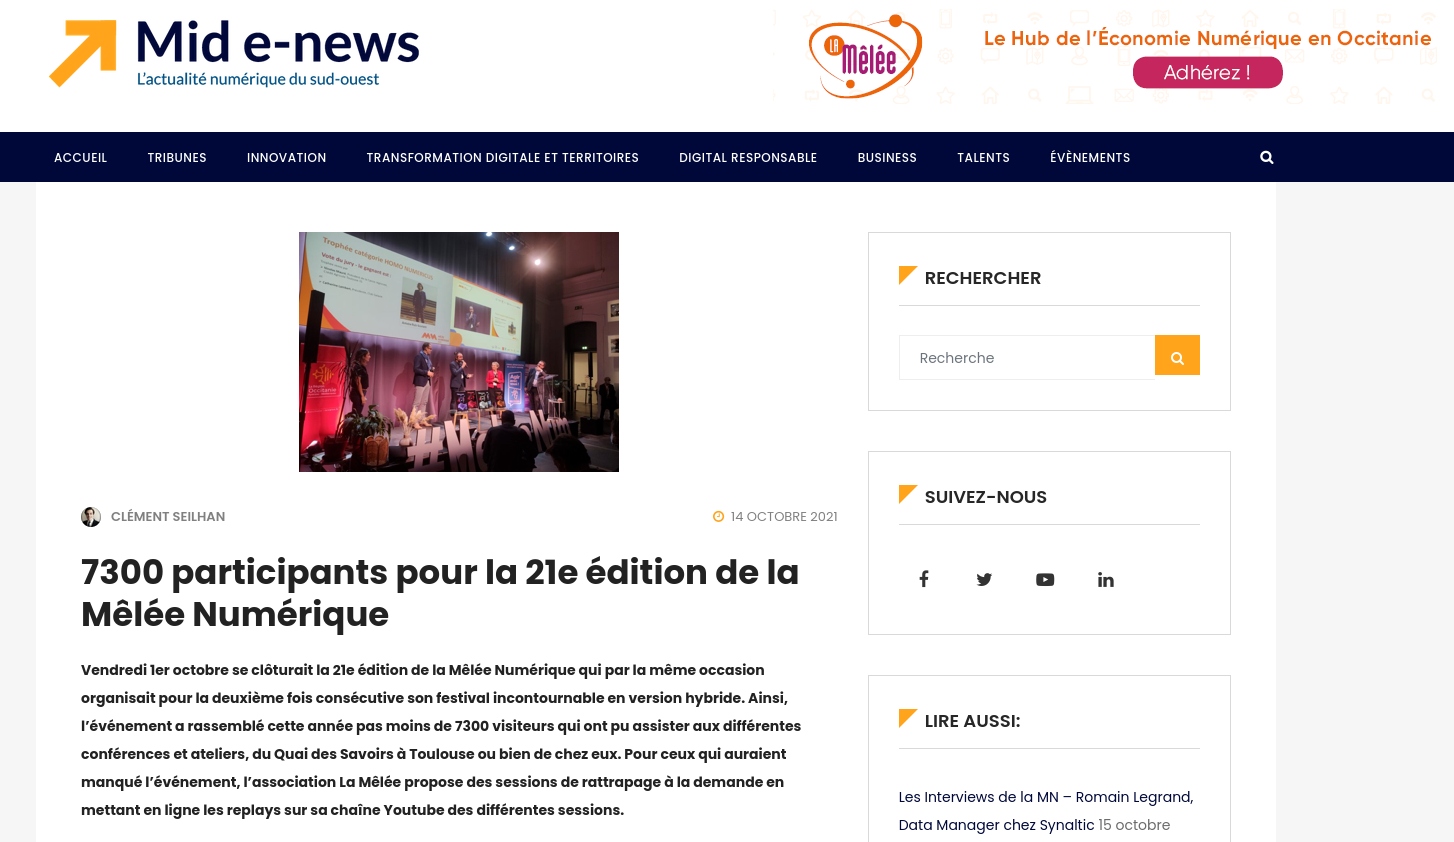 Mid e-news
L'actualité numérique du sud-ouest
LA Mêlée
Le Hub de l'Économie Numérique en Occitanie
Adhérez !
ACCUEIL TRIBUNES INNOVATION TRANSFORMATION DIGITALE ET TERRITOIRES DIGITAL RESPONSABLE BUSINESS TALENTS ÉVÈNEMENTS
Trophée catégorie HOMO NUMERICUS
Occitanie
CLÉMENT SEILHAN
14 OCTOBRE 2021
7300 participants pour la 21e édition de la
Mêlée Numérique
Vendredi 1er octobre se clôturait la 21e édition de la Mêlée Numérique qui par la même occasion
organisait pour la deuxième fois consécutive son festival incontournable en version hybride. Ainsi,
l'événement a rassemblé cette année pas moins de 7300 visiteurs qui ont pu assister aux différentes
conférences et ateliers, du Quai des Savoirs à Toulouse ou bien de chez eux. Pour ceux qui auraient
manqué l'événement, l'association La Mêlée propose des sessions de rattrapage à la demande en
mettant en ligne les replays sur sa chaîne Youtube des différentes sessions.
RECHERCHER
Recherche
SUIVEZ-NOUS
LIRE AUSSI:
Les Interviews de la MN – Romain Legrand,
Data Manager chez Synaltic 15 octobre